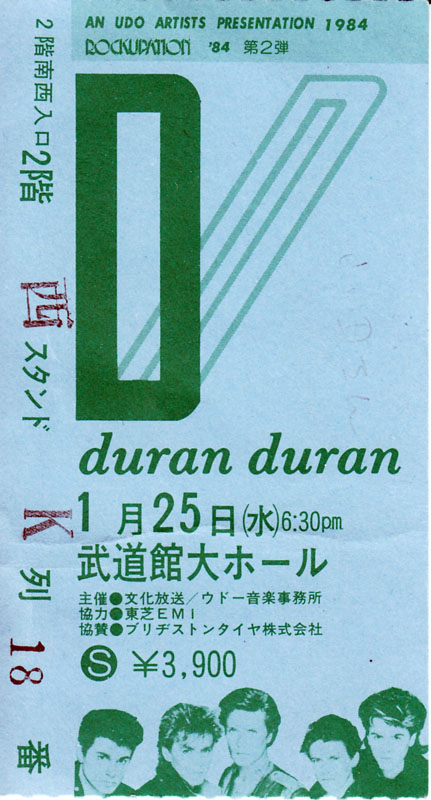 AN UDO ARTISTS PRESENTATION 1984
ROCKUPATION '84 第2弾
D
duran duran
1月25日(水)6:30pm
武道館大ホール
主催●文化放送/ウドー音楽事務所
協力●東芝EMI
協賛●ブリヂストンタイヤ株式会社
Ⓢ ¥3,900
2階南西入口2階 西スタンド K列 18番